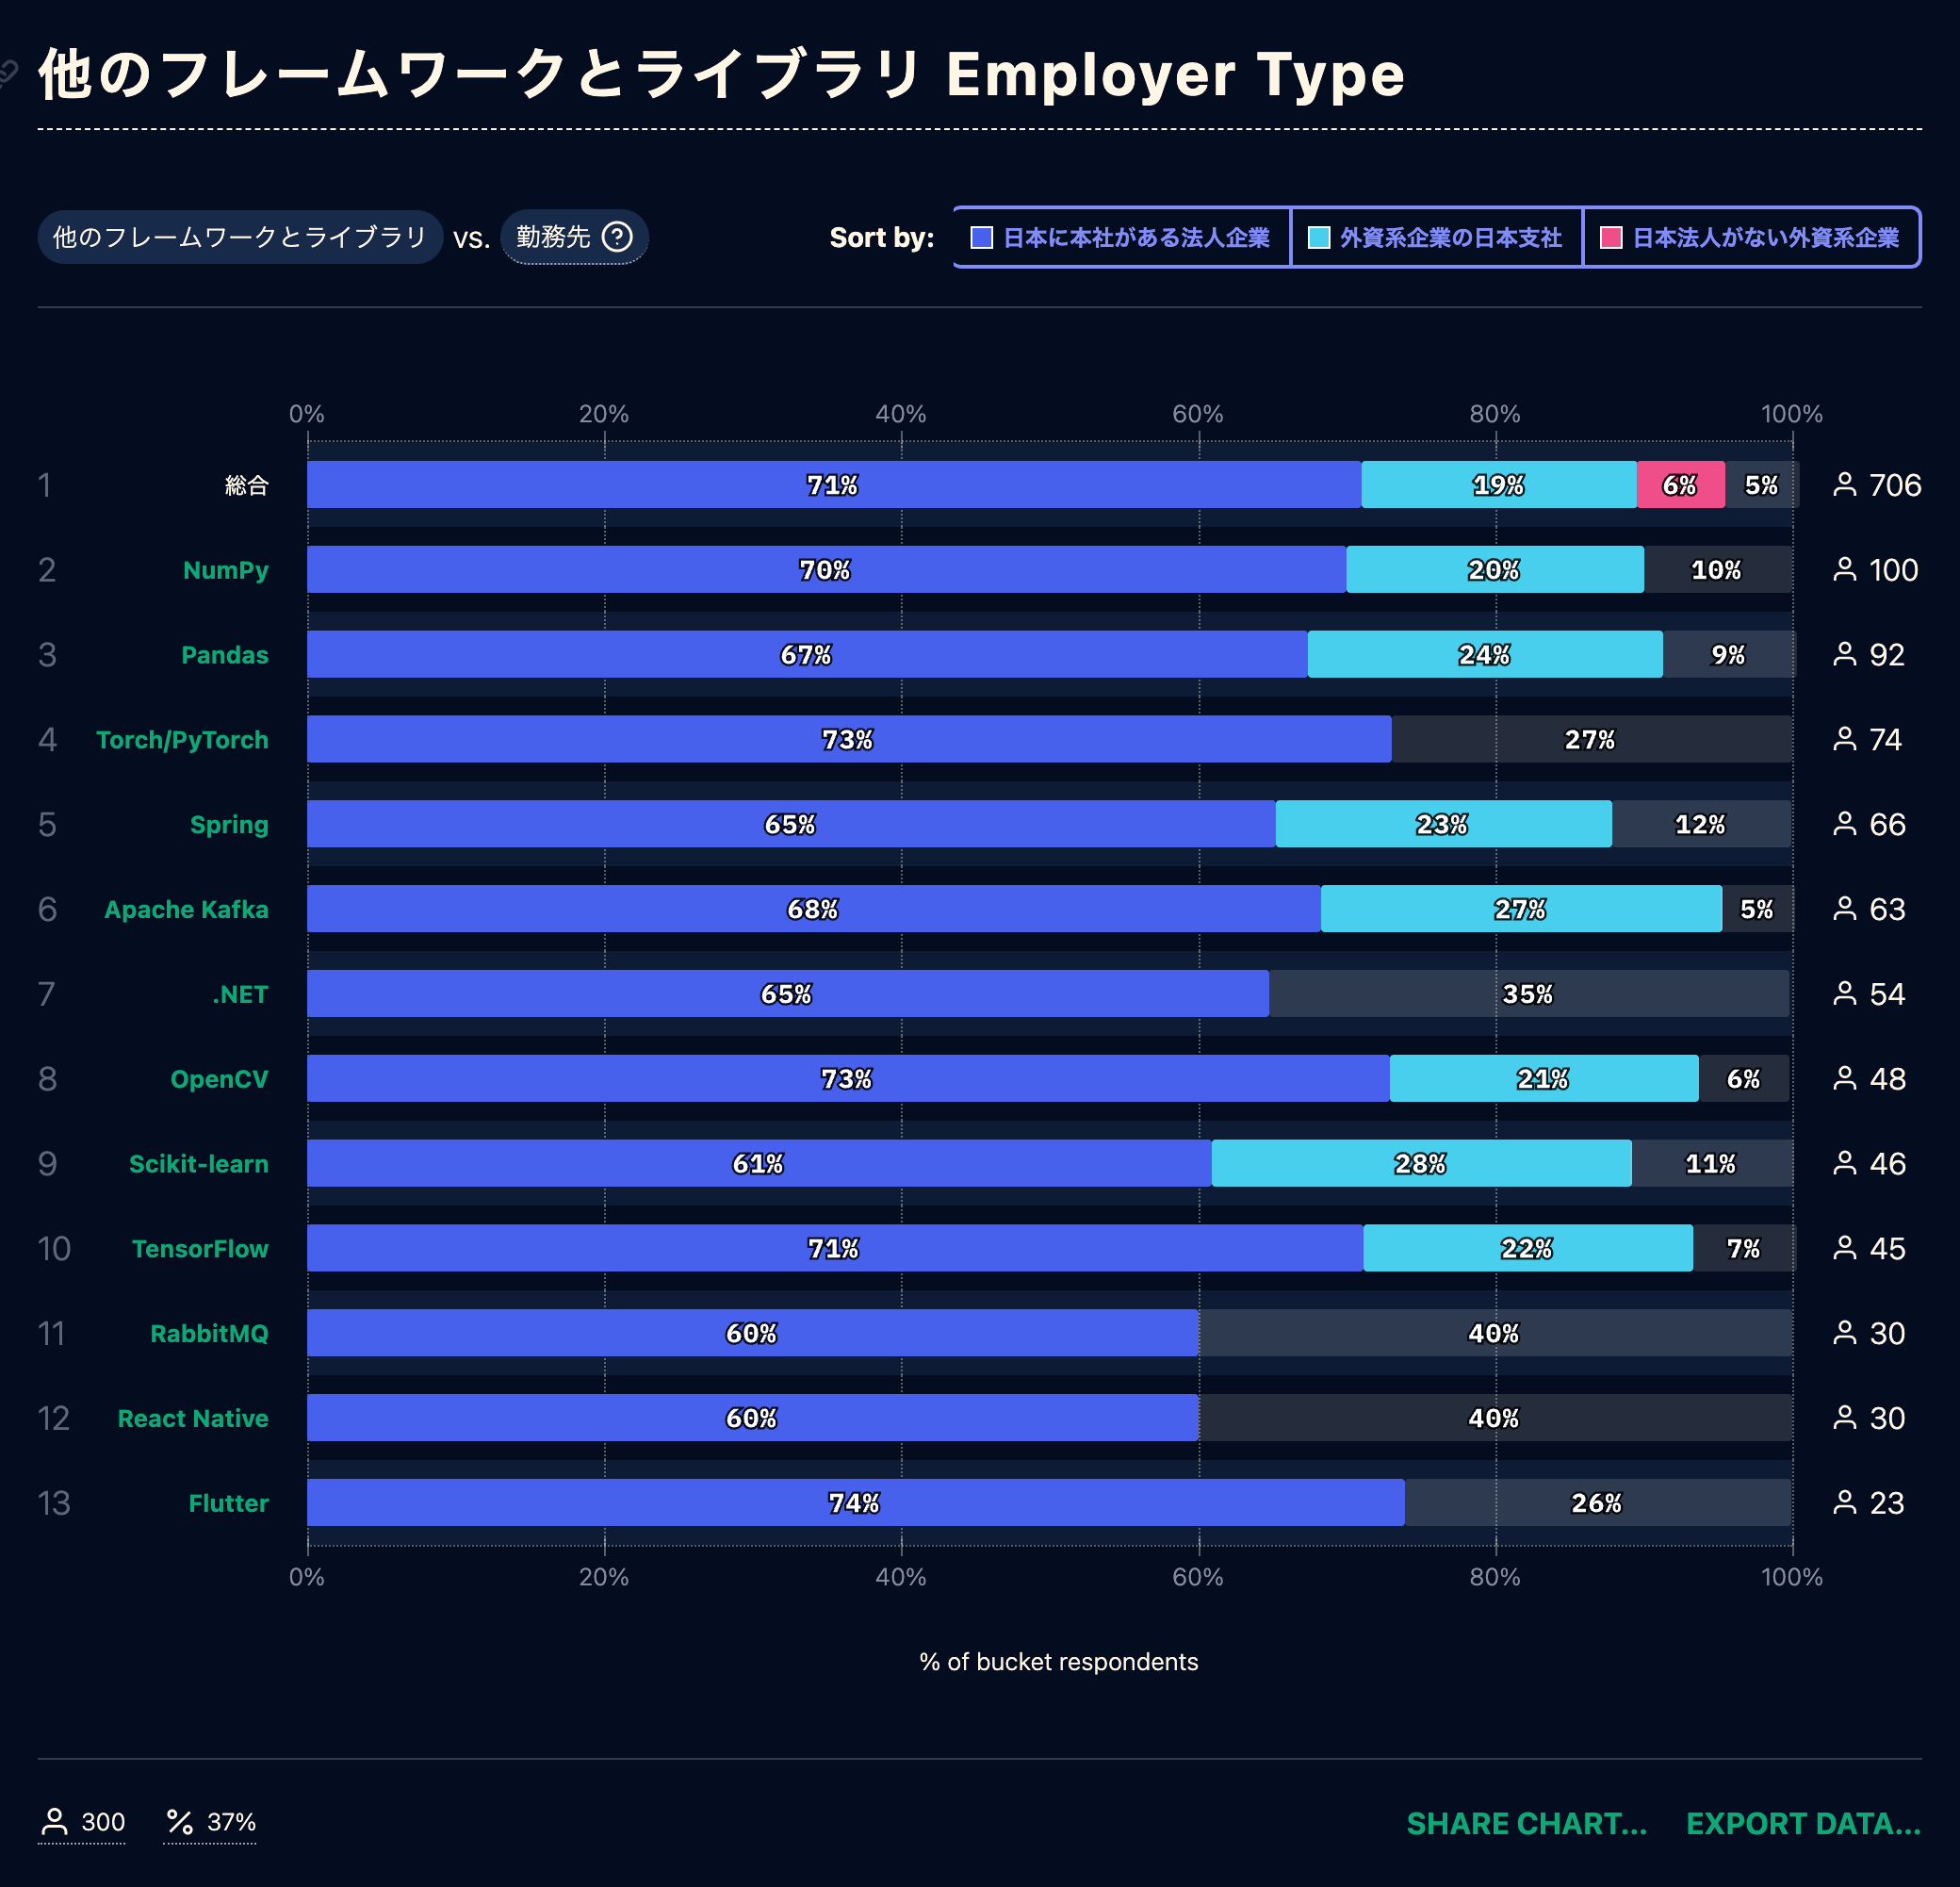 他のフレームワークとライブラリ Employer Type
他のフレームワークとライブラリ vs. 勤務先 ? Sort by: 日本に本社がある法人企業 外資系企業の日本支社 日本法人がない外資系企業
0% 20% 40% 60% 80% 100%
1 総合 71% 19% 6% 5% 706
2 NumPy 70% 20% 10% 100
3 Pandas 67% 24% 9% 92
4 Torch/PyTorch 73% 27% 74
5 Spring 65% 23% 12% 66
6 Apache Kafka 68% 27% 5% 63
7 .NET 65% 35% 54
8 OpenCV 73% 21% 6% 48
9 Scikit-learn 61% 28% 11% 46
10 TensorFlow 71% 22% 7% 45
11 RabbitMQ 60% 40% 30
12 React Native 60% 40% 30
13 Flutter 74% 26% 23
0% 20% 40% 60% 80% 100%
% of bucket respondents
300 % 37% SHARE CHART... EXPORT DATA...